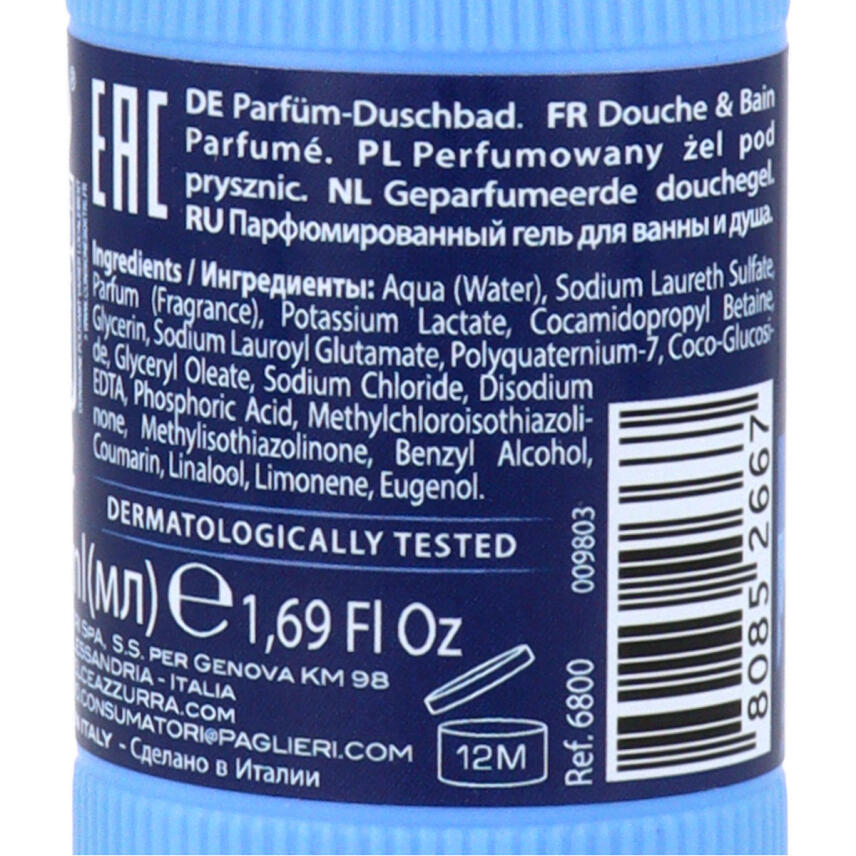 ®
EAC
DE Parfüm-Duschbad. FR Douche & Bain
Parfumé. PL Perfumowany żel pod
prysznic. NL Geparfumeerde douchegel.
RU Парфюмированный гель для ванны и душа.
Ingredients / Ингредиенты: Aqua (Water), Sodium Laureth Sulfate,
Parfum (Fragrance), Potassium Lactate, Cocamidopropyl Betaine,
Glycerin, Sodium Lauroyl Glutamate, Polyquaternium-7, Coco-Glucosi-
de, Glyceryl Oleate, Sodium Chloride, Disodium
EDTA, Phosphoric Acid, Methylchloroisothiazoli-
none, Methylisothiazolinone, Benzyl Alcohol,
Coumarin, Linalool, Limonene, Eugenol.
DERMATOLOGICALLY TESTED
ml(мл) ℮ 1,69 Fl Oz
SPA, S.S. PER GENOVA KM 98
- ITALIA
CONSUMATORI@PAGLIERI.COM
ITALY - Сделано в Италии
12M
Ref. 6800 009803
8085 2667